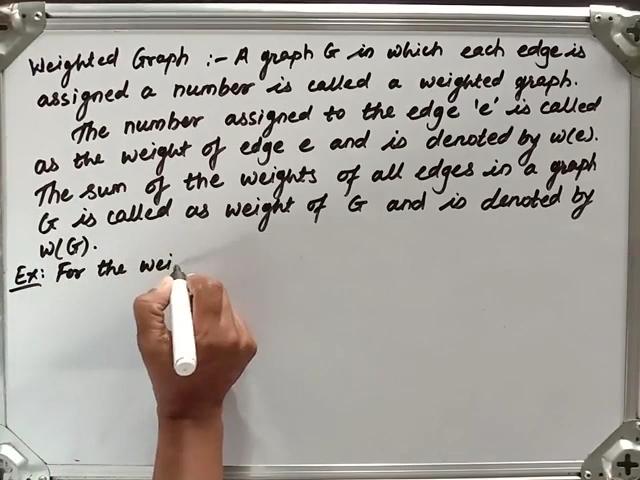 Weighted Graph :- A graph G in which each edge is
assigned a number is called a weighted graph.
The number assigned to the edge 'e' is called
as the weight of edge e and is denoted by w(e).
The sum of the weights of all edges in a graph
G is called as weight of G and is denoted by
W(G).
Ex: For the wei